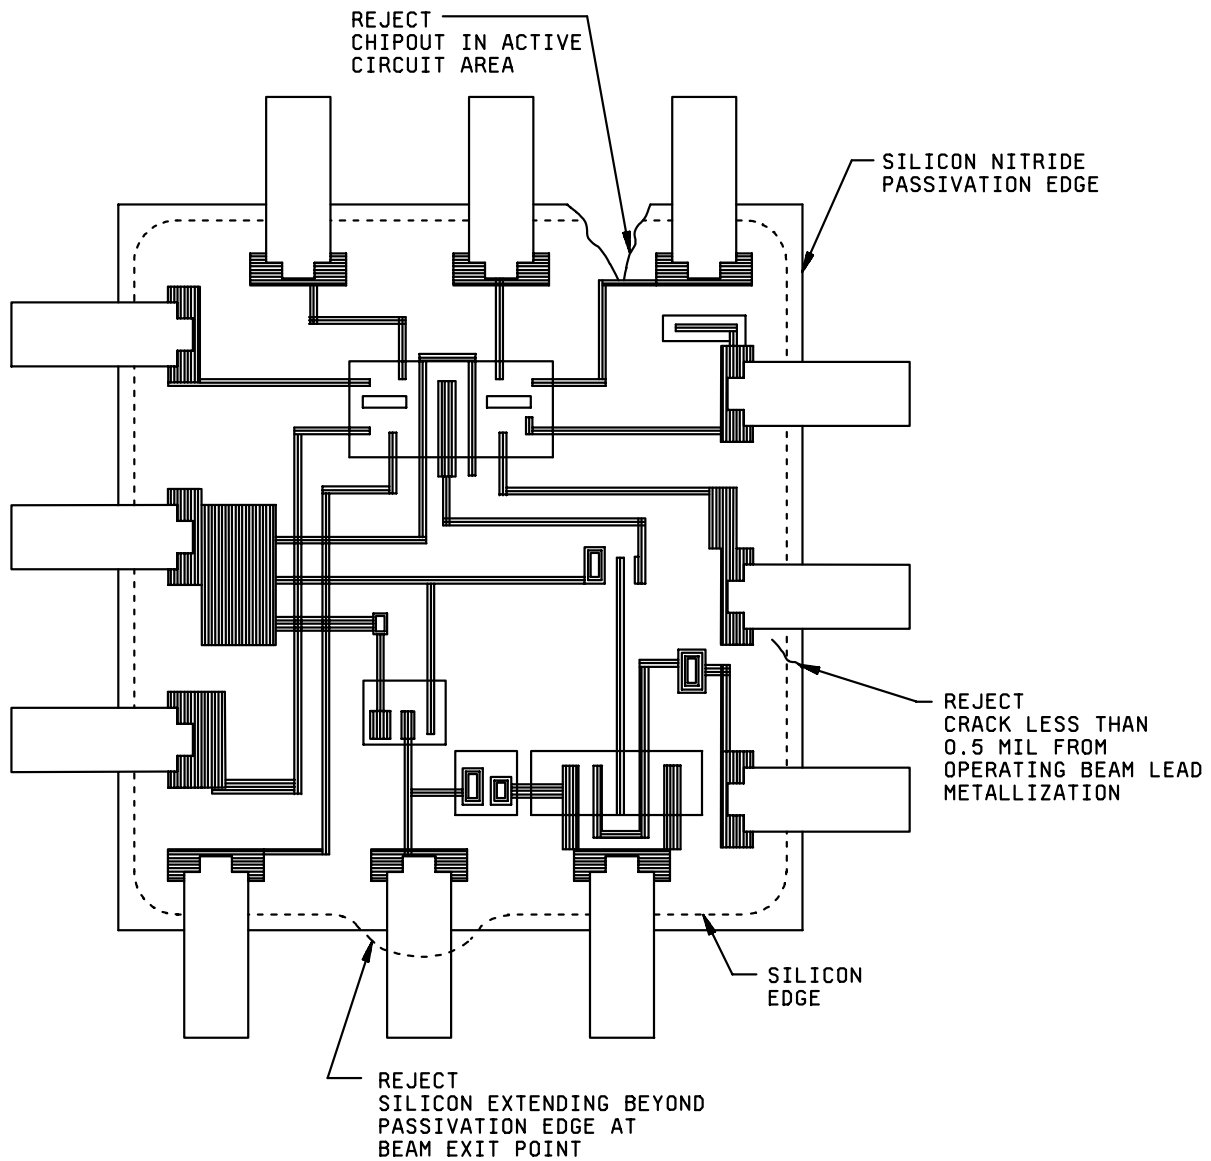 REJECT
CHIPOUT IN ACTIVE
CIRCUIT AREA
SILICON NITRIDE
PASSIVATION EDGE
REJECT
CRACK LESS THAN
0.5 MIL FROM
OPERATING BEAM LEAD
METALLIZATION
SILICON
EDGE
REJECT
SILICON EXTENDING BEYOND
PASSIVATION EDGE AT
BEAM EXIT POINT